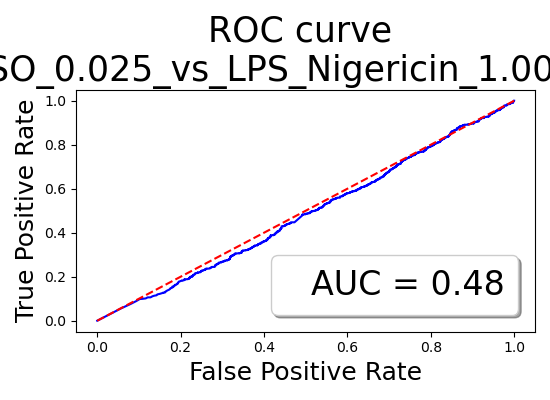 ROC curve
SO_0.025_vs_LPS_Nigericin_1.00
True Positive Rate
1.0
0.8
0.6
0.4
0.2
0.0
AUC = 0.48
0.0 0.2 0.4 0.6 0.8 1.0
False Positive Rate